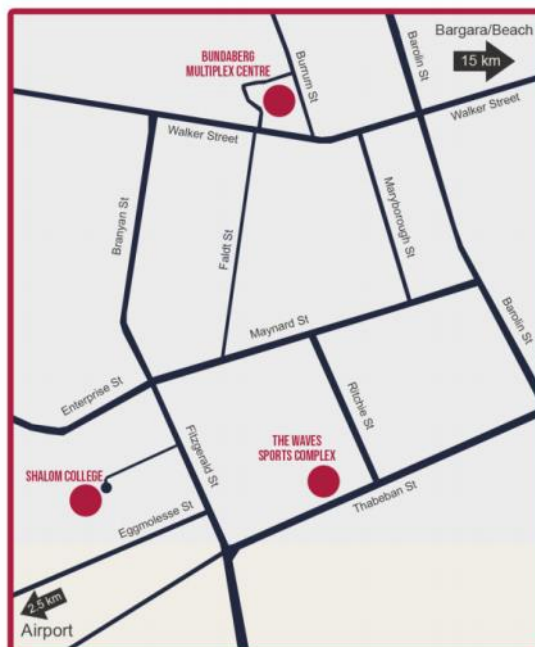 Bargara/Beach
15 km
BUNDABERG
MULTIPLEX CENTRE
Burrum St
Barolin St
Walker Street
Walker Street
Branyan St
Faldt St
Maryborough St
Maynard St
Barolin St
Enterprise St
Ritchie St
Fitzgerald St
THE WAVES
SPORTS COMPLEX
SHALOM COLLEGE
Thabeban St
Eggmolesse St
2.5 km
Airport